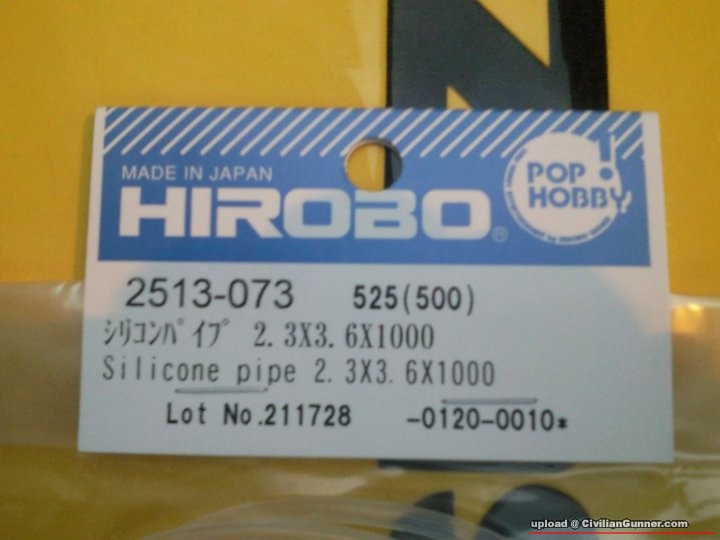 MADE IN JAPAN
HIROBO®
POP!
HOBBY
2513-073 525(500)
ｼﾘｺﾝﾊﾟｲﾌﾟ 2.3X3.6X1000
Silicone pipe 2.3X3.6X1000
Lot No.211728 -0120-0010*
upload @ CivilianGunner.com